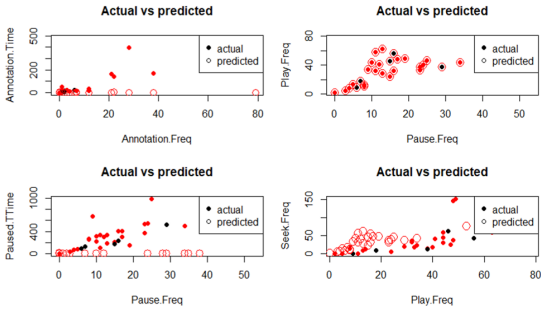 Actual vs predicted
Annotation.Time
0 200 500
actual
predicted
0 20 40 60 80
Annotation.Freq
Actual vs predicted
Play.Freq
0 40 80
actual
predicted
0 10 20 30 40 50
Pause.Freq
Actual vs predicted
Paused.TTime
0 400 1000
actual
predicted
0 10 20 30 40 50
Pause.Freq
Actual vs predicted
Seek.Freq
0 50 150
actual
predicted
0 20 40 60 80
Play.Freq